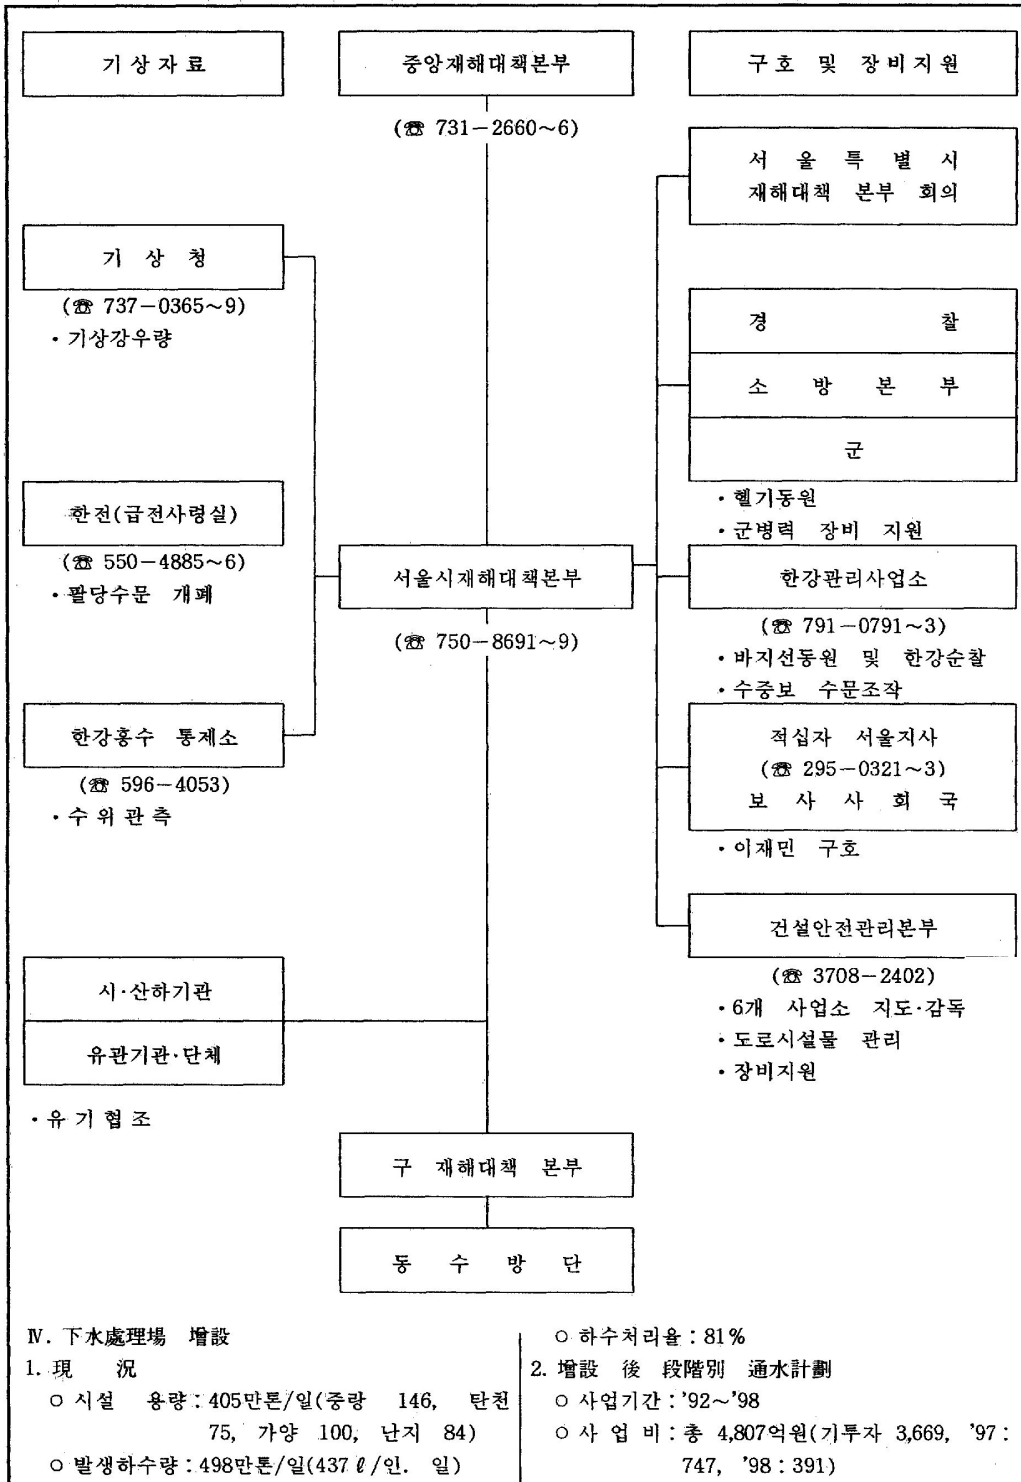 기상자료
중앙재해대책본부
구호 및 장비지원
(☎ 731-2660~6)
서 울 특 별 시
재해대책 본부 회의
기 상 청
(☎ 737-0365~9)
· 기상강우량
경 찰
소 방 본 부
군
· 헬기동원
· 군병력 장비 지원
한전(급전사령실)
(☎ 550-4885~6)
· 팔당수문 개폐
서울시재해대책본부
(☎ 750-8691~9)
한강관리사업소
(☎ 791-0791~3)
· 바지선동원 및 한강순찰
· 수중보 수문조작
한강홍수 통제소
(☎ 596-4053)
· 수위관측
적십자 서울지사
(☎ 295-0321~3)
보 사 사 회 국
· 이재민 구호
건설안전관리본부
(☎ 3708-2402)
· 6개 사업소 지도·감독
· 도로시설물 관리
· 장비지원
시·산하기관
유관기관·단체
· 유기협조
구 재해대책 본부
동 수 방 단
Ⅳ. 下水處理場 增設
1. 現 況
○ 시설 용량 : 405만톤/일(중랑 146, 탄천
75, 가양 100, 난지 84)
○ 발생하수량 : 498만톤/일(437ℓ/인. 일)
○ 하수처리율 : 81%
2. 增設 後 段階別 通水計劃
○ 사업기간 : '92~'98
○ 사 업 비 : 총 4,807억원(기투자 3,669, '97 :
747, '98 : 391)